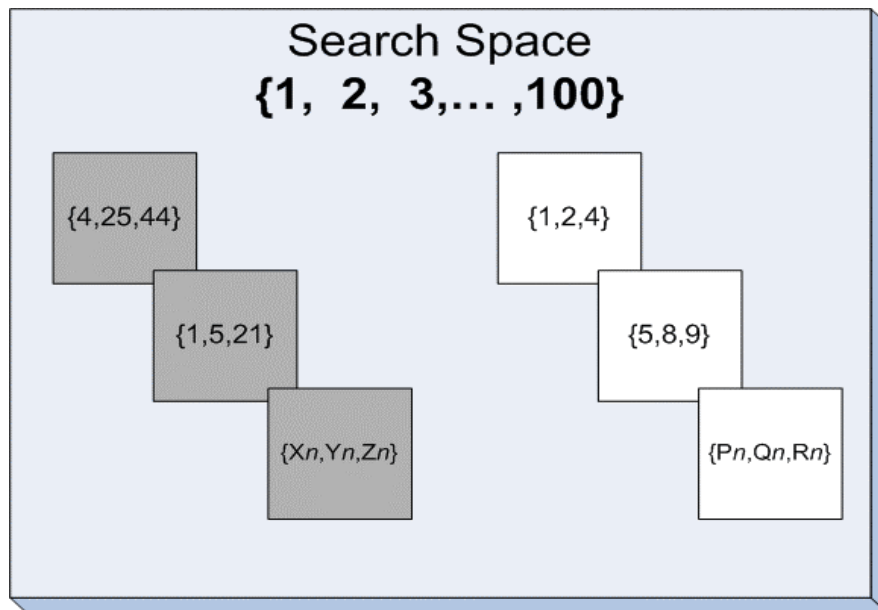 Search Space
{1, 2, 3,... ,100}
{4,25,44}
{1,2,4}
{1,5,21}
{5,8,9}
{Xn,Yn,Zn}
{Pn,Qn,Rn}